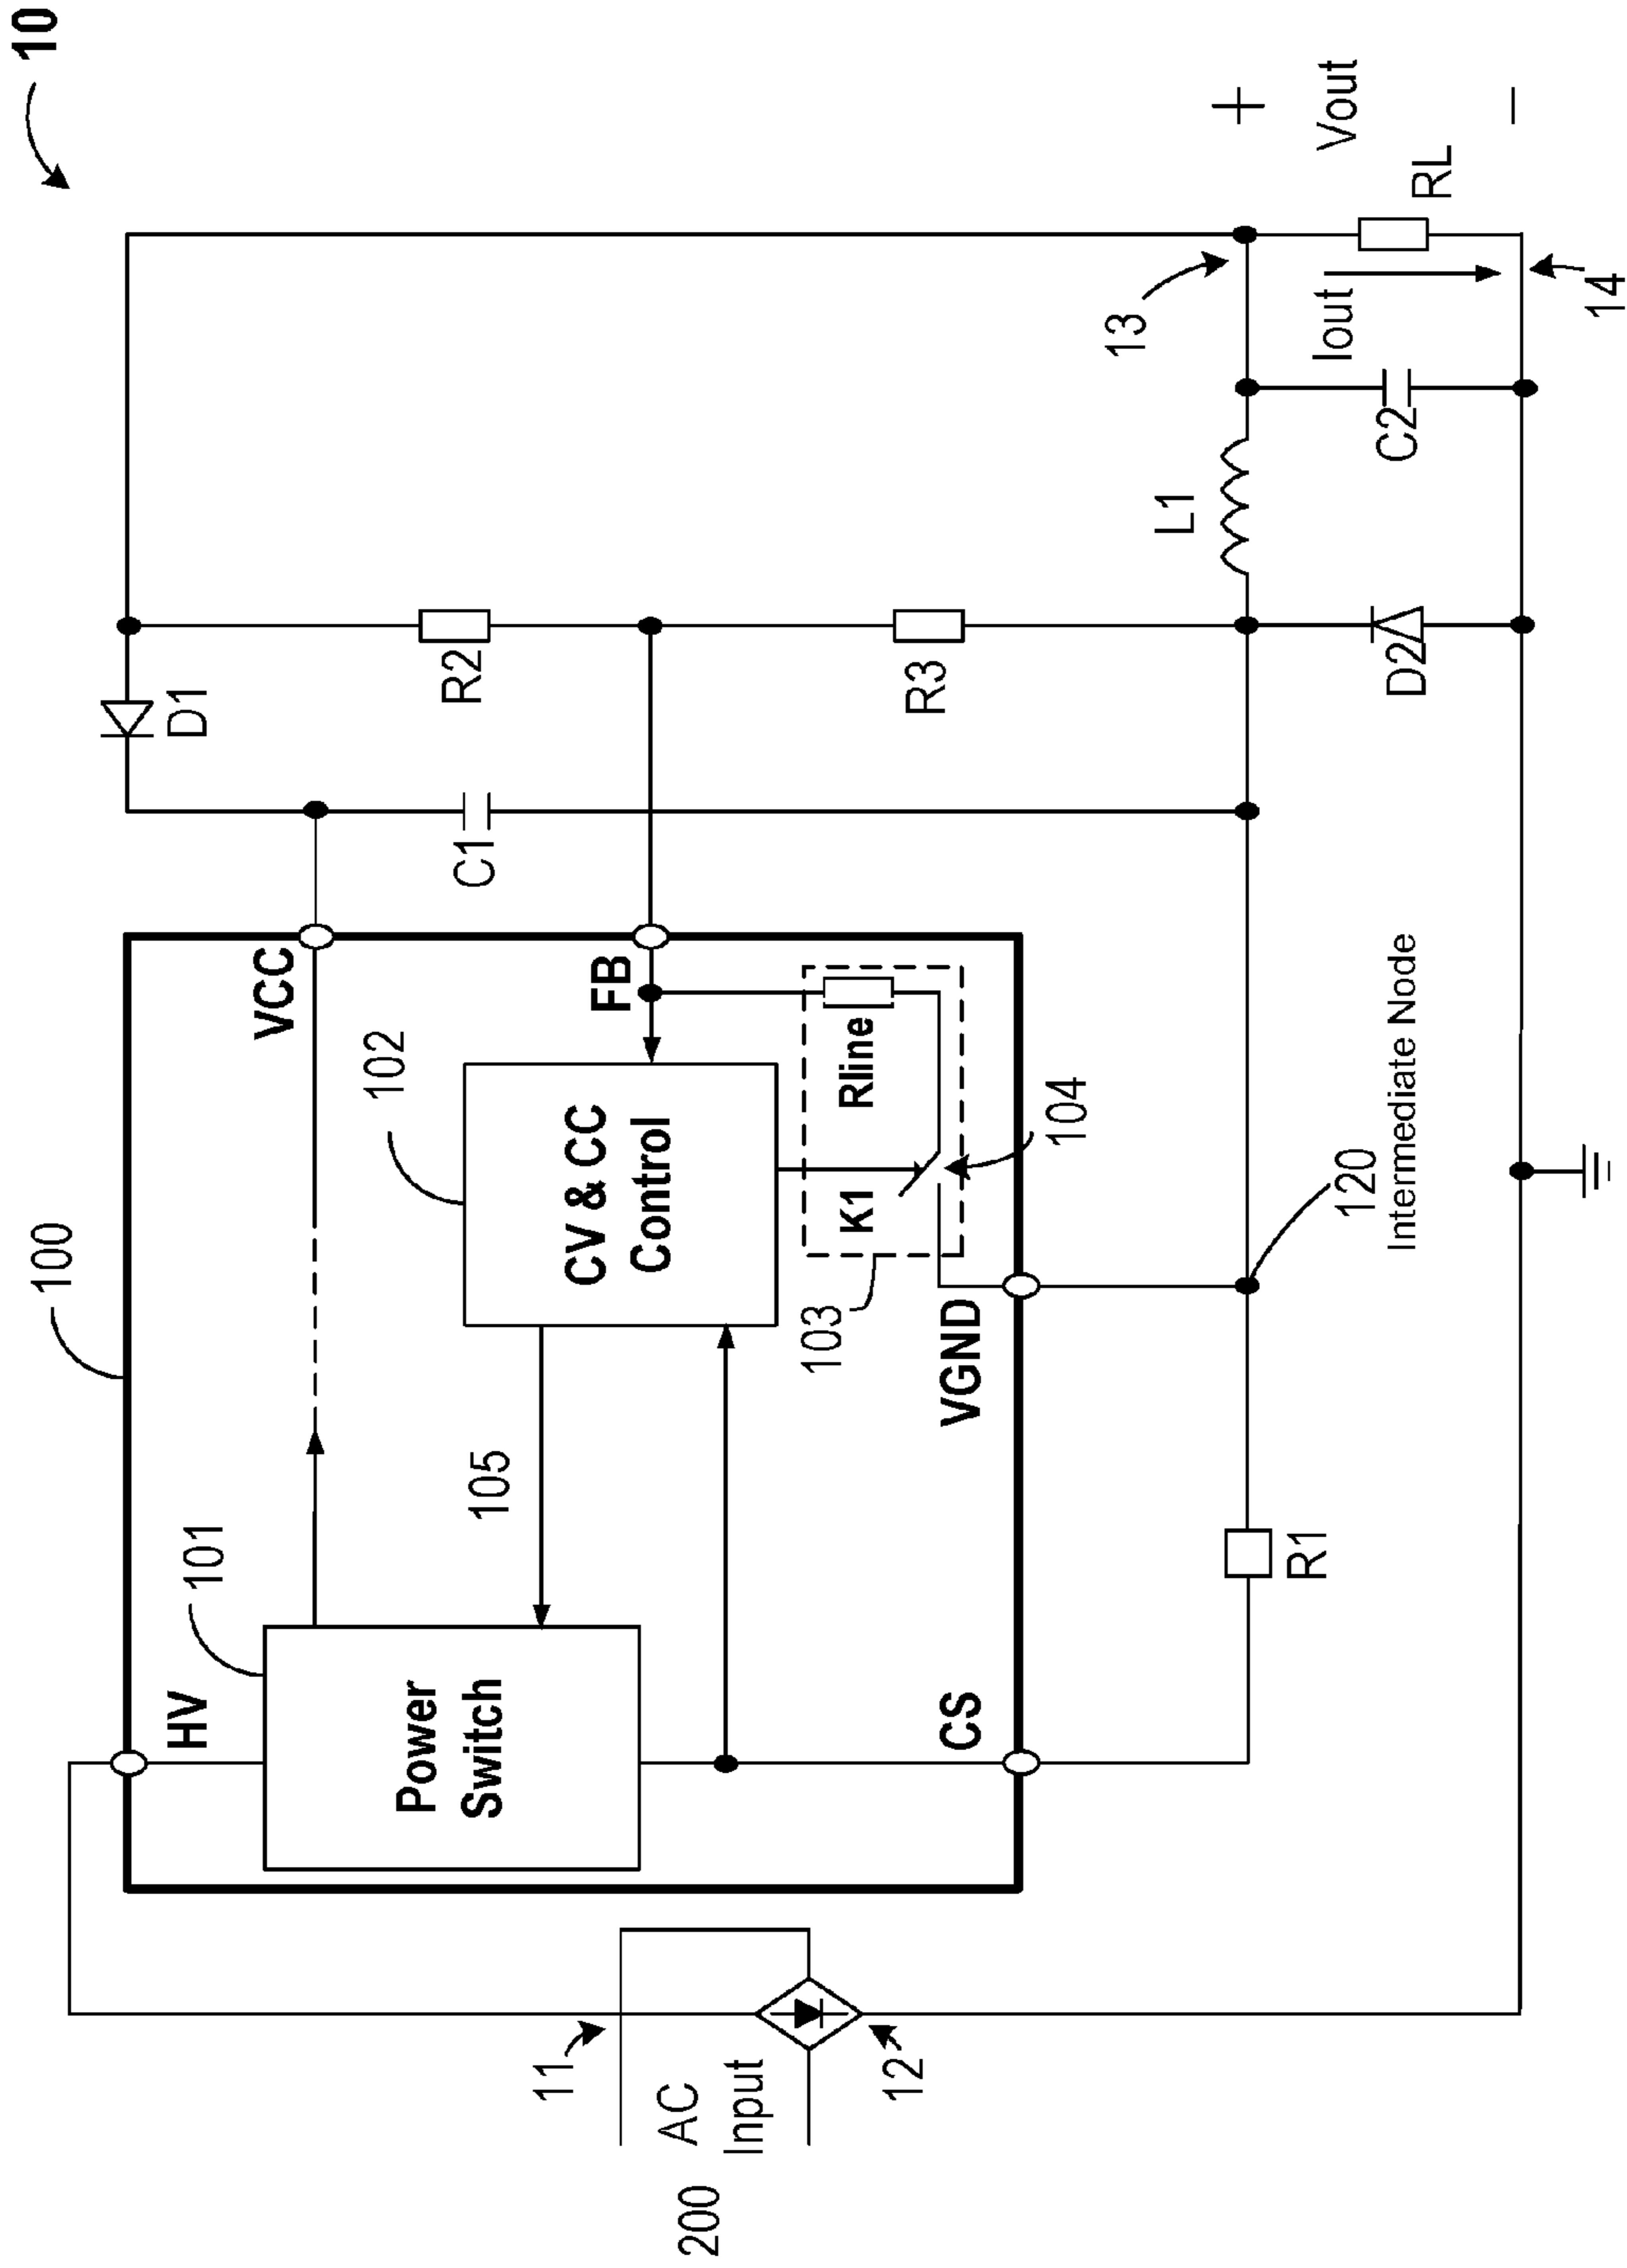 10
100
HV
VCC
D1
101
Power
Switch
105
102
CV & CC
Control
FB
C1
R2
R3
Rline
K1
103
104
CS
VGND
11
AC
Input
200
12
R1
120
Intermediate Node
L1
D2
C2
13
Iout
RL
14
+
Vout
−